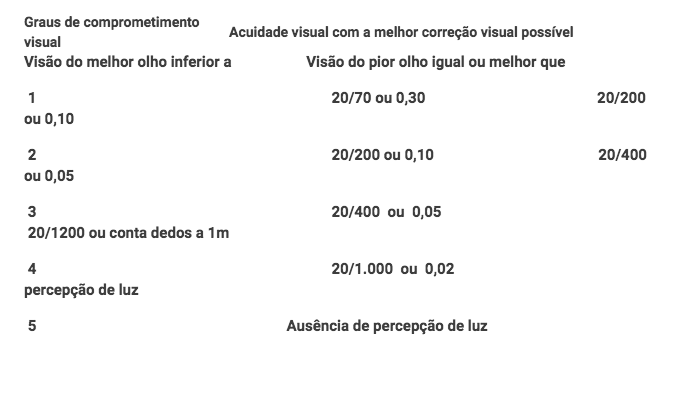 Graus de comprometimento visual
Acuidade visual com a melhor correção visual possível
Visão do melhor olho inferior a Visão do pior olho igual ou melhor que
1 20/70 ou 0,30 20/200
ou 0,10
2 20/200 ou 0,10 20/400
ou 0,05
3 20/400 ou 0,05
20/1200 ou conta dedos a 1m
4 20/1.000 ou 0,02
percepção de luz
5 Ausência de percepção de luz